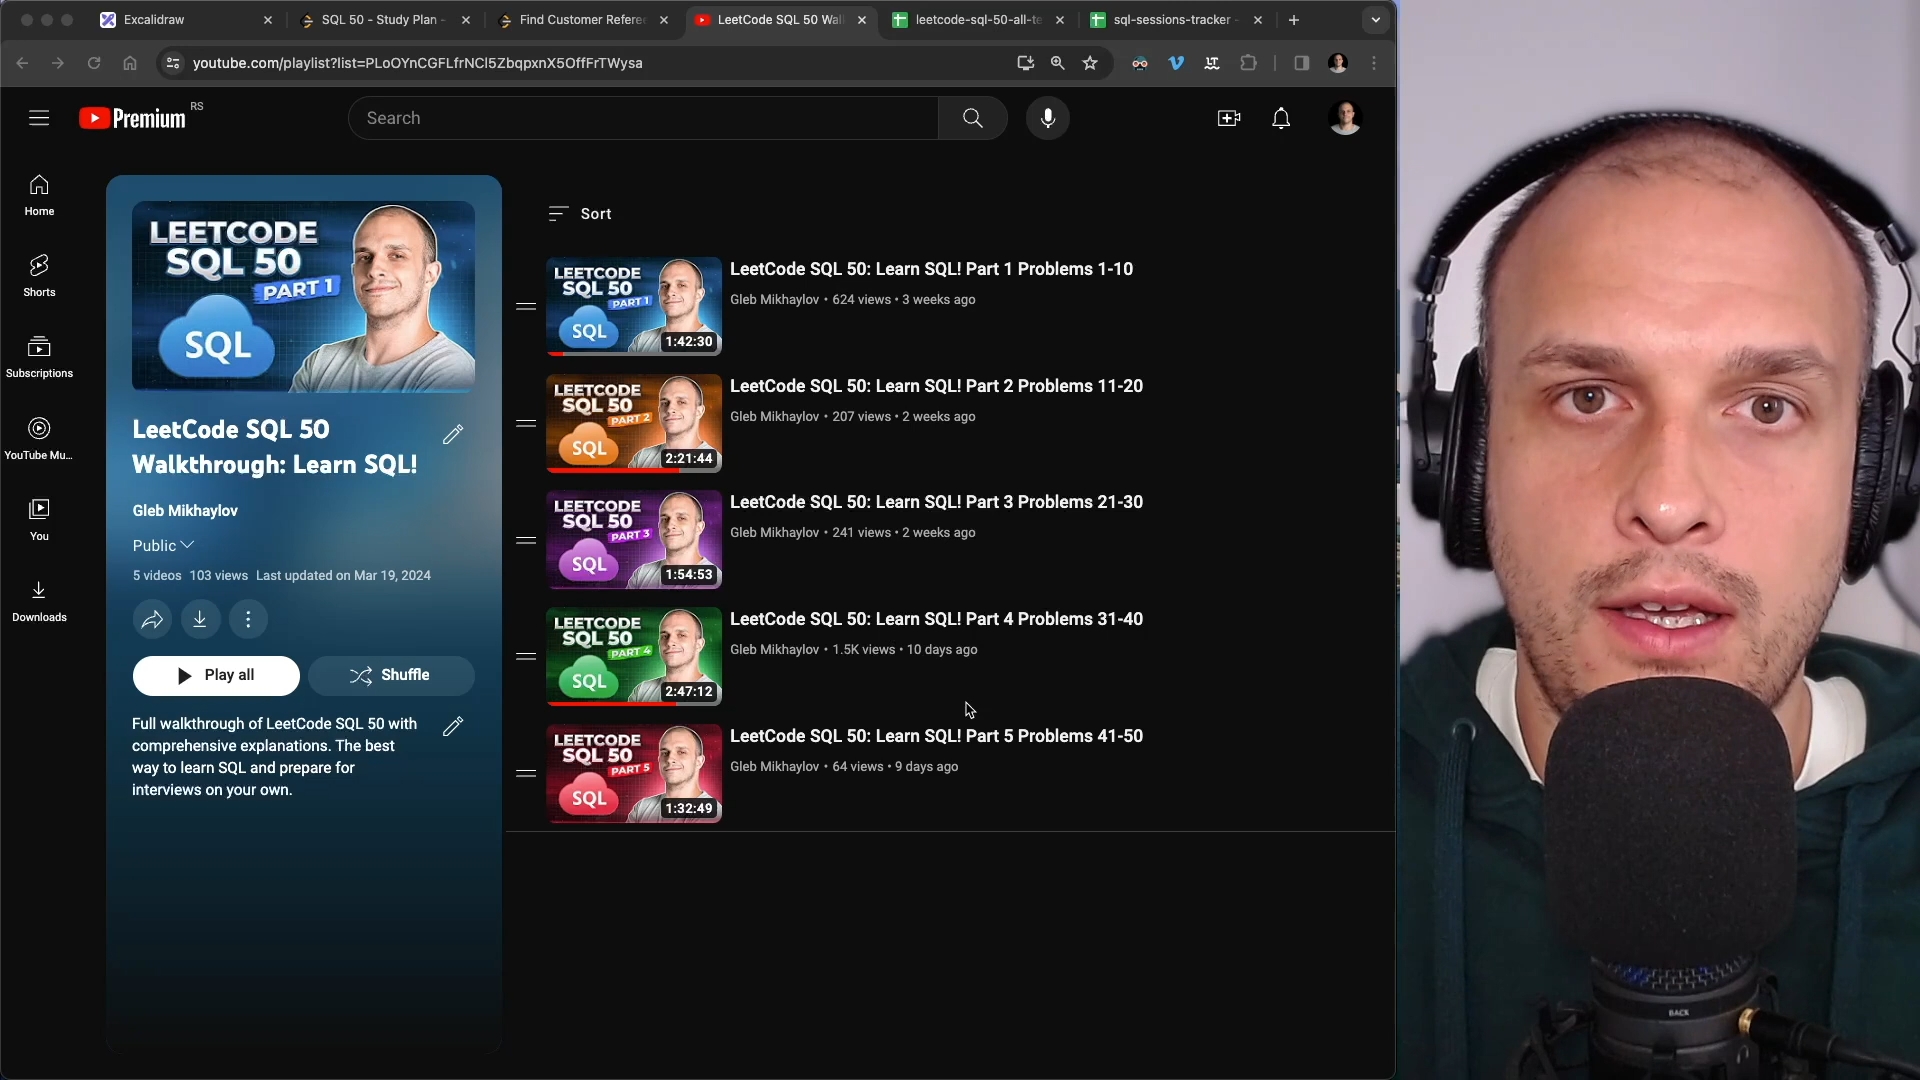 Excalidraw
SQL 50 - Study Plan -
Find Customer Refere
LeetCode SQL 50 Wal
leetcode-sql-50-all-te
sql-sessions-tracker -
youtube.com/playlist?list=PLoOYnCGFLfrNCl5ZbqpxnX5OffFrTWysa
Premium
RS
Search
Home
Shorts
Subscriptions
YouTube Mu...
You
Downloads
LEETCODE
SQL 50
PART 1
SQL
LeetCode SQL 50
Walkthrough: Learn SQL!
Gleb Mikhaylov
Public
5 videos 103 views Last updated on Mar 19, 2024
Play all
Shuffle
Full walkthrough of LeetCode SQL 50 with
comprehensive explanations. The best
way to learn SQL and prepare for
interviews on your own.
Sort
LEETCODE
SQL 50
PART 1
SQL
1:42:30
LeetCode SQL 50: Learn SQL! Part 1 Problems 1-10
Gleb Mikhaylov • 624 views • 3 weeks ago
LEETCODE
SQL 50
PART 2
SQL
2:21:44
LeetCode SQL 50: Learn SQL! Part 2 Problems 11-20
Gleb Mikhaylov • 207 views • 2 weeks ago
LEETCODE
SQL 50
PART 3
SQL
1:54:53
LeetCode SQL 50: Learn SQL! Part 3 Problems 21-30
Gleb Mikhaylov • 241 views • 2 weeks ago
LEETCODE
SQL 50
PART 4
SQL
2:47:12
LeetCode SQL 50: Learn SQL! Part 4 Problems 31-40
Gleb Mikhaylov • 1.5K views • 10 days ago
LEETCODE
SQL 50
PART 5
SQL
1:32:49
LeetCode SQL 50: Learn SQL! Part 5 Problems 41-50
Gleb Mikhaylov • 64 views • 9 days ago
BACK